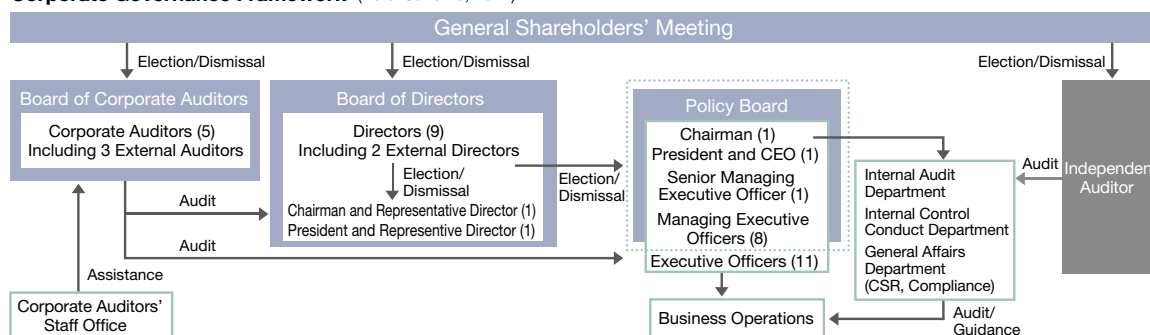 General Shareholders' Meeting
Election/Dismissal
Election/Dismissal
Election/Dismissal
Board of Corporate Auditors
Corporate Auditors (5)
Including 3 External Auditors
Board of Directors
Directors (9)
Including 2 External Directors
Election/
Dismissal
Chairman and Representative Director (1)
President and Representive Director (1)
Election/
Dismissal
Policy Board
Chairman (1)
President and CEO (1)
Senior Managing
Executive Officer (1)
Managing Executive
Officers (8)
Executive Officers (11)
Internal Audit
Department
Internal Control
Conduct Department
General Affairs
Department
(CSR, Compliance)
Audit
Independen
Auditor
Audit
Audit
Assistance
Corporate Auditors'
Staff Office
Business Operations
Audit/
Guidance